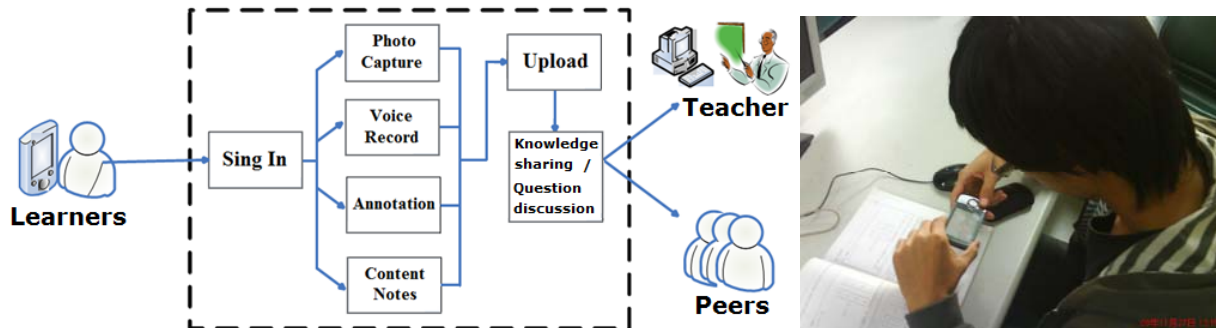 Learners
Sing In
Photo
Capture
Voice
Record
Annotation
Content
Notes
Upload
Knowledge
sharing /
Question
discussion
Teacher
Peers